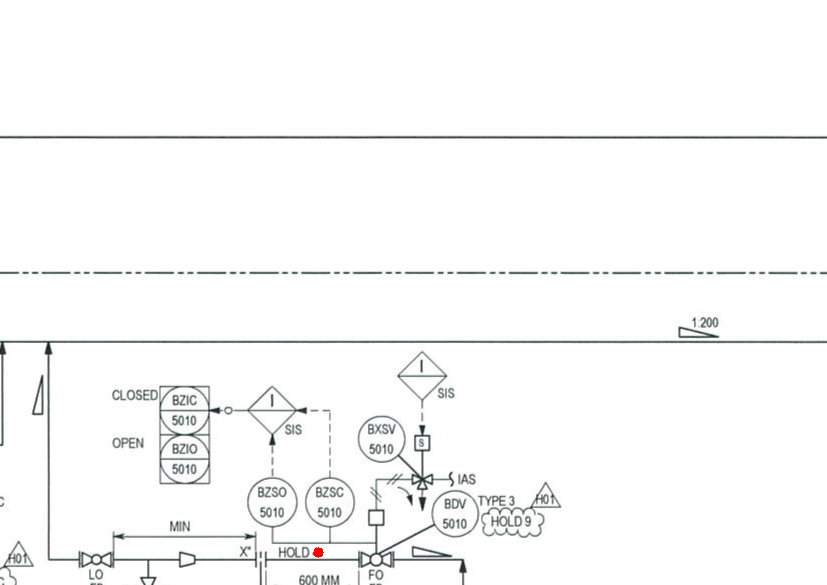 1:200
I
SIS
CLOSED
BZIC
5010
I
SIS
OPEN
BZIO
5010
BXSV
5010
S
IAS
BZSO
5010
BZSC
5010
BDV
5010
TYPE 3
H01
HOLD 9
MIN
X"
HOLD
H01
LO
FO
600 MM